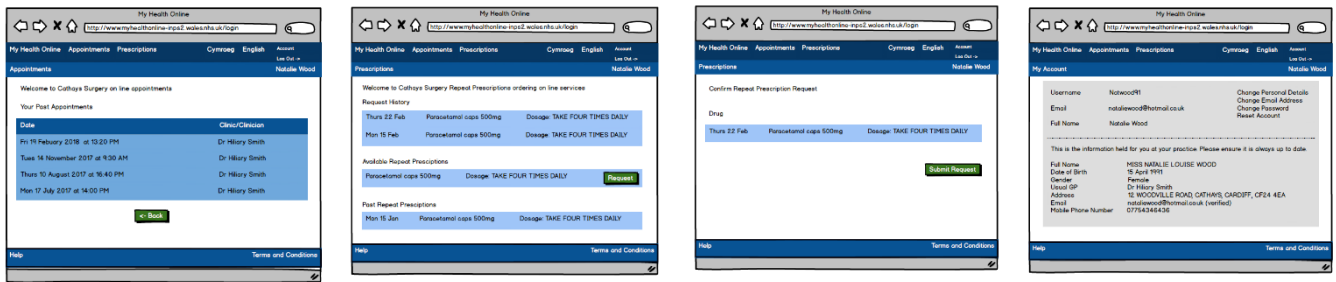 My Health Online
http://www.myhealthonline-inps2.wales.nhs.uk/login
My Health Online Appointments Prescriptions Cymraeg English Account
Log Out ->
Appointments Natalie Wood
Welcome to Cathays Surgery on line appointments
Your Past Appointments
Date Clinic/Clinician
Fri 19 Febuary 2018 at 13:20 PM Dr Hiliary Smith
Tues 14 November 2017 at 9:30 AM Dr Hiliary Smith
Thurs 10 August 2017 at 16:40 PM Dr Hiliary Smith
Mon 17 July 2017 at 14:00 PM Dr Hiliary Smith
<- Back
Help Terms and Conditions
My Health Online
http://www.myhealthonline-inps2.wales.nhs.uk/login
My Health Online Appointments Prescriptions Cymraeg English Account
Log Out ->
Prescriptions Natalie Wood
Welcome to Cathays Surgery Repeat Prescriptions ordering on line services
Request History
Thurs 22 Feb Paracetamol caps 500mg Dosage: TAKE FOUR TIMES DAILY
Mon 15 Feb Paracetamol caps 500mg Dosage: TAKE FOUR TIMES DAILY
Available Repeat Presciptions
Paracetamol caps 500mg Dosage: TAKE FOUR TIMES DAILY Request
Past Repeat Presciptions
Mon 15 Jan Paracetamol caps 500mg Dosage: TAKE FOUR TIMES DAILY
Help Terms and Conditions
My Health Online
http://www.myhealthonline-inps2.wales.nhs.uk/login
My Health Online Appointments Prescriptions Cymraeg English Account
Log Out ->
Prescriptions Natalie Wood
Confirm Repeat Prescription Request
Drug
Thurs 22 Feb Paracetamol caps 500mg Dosage: TAKE FOUR TIMES DAILY
Submit Request
Help Terms and Conditions
My Health Online
http://www.myhealthonline-inps2.wales.nhs.uk/login
My Health Online Appointments Prescriptions Cymraeg English Account
Log Out ->
My Account Natalie Wood
Username Natwood91 Change Personal Details
Change Email Address
Email nataliewood@hotmail.co.uk Change Password
Reset Account
Full Name Natalie Wood
This is the information held for you at your practice. Please ensure it is always up to date.
Full Name MISS NATALIE LOUISE WOOD
Date of Birth 15 April 1991
Gender Female
Usual GP Dr Hiliary Smith
Address 12 WOODVILLE ROAD, CATHAYS, CARDIFF, CF24 4EA
Email nataliewood@hotmail.co.uk (verified)
Mobile Phone Number 07754346436
Help Terms and Conditions